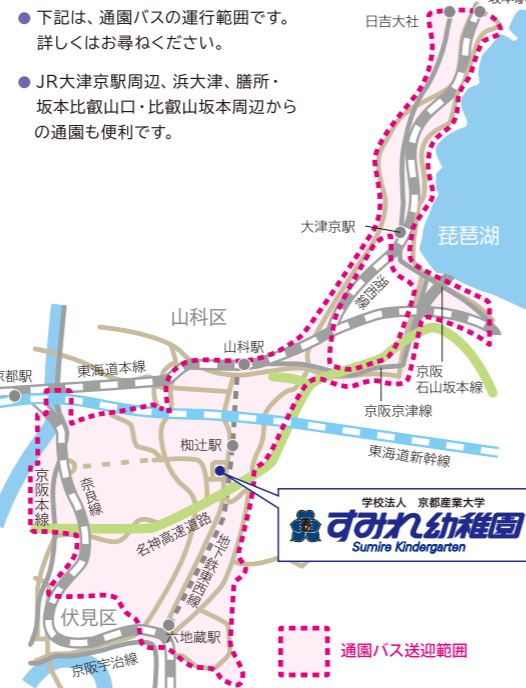 ● 下記は、通園バスの運行範囲です。
詳しくはお尋ねください。
● JR大津京駅周辺、浜大津、膳所・
坂本比叡山口・比叡山坂本周辺から
の通園も便利です。
日吉大社
大津京駅
琵琶湖
湖西線
山科区
山科駅
東海道本線
京阪
石山坂本線
京阪京津線
東海道新幹線
椥辻駅
京阪本線
奈良線
名神高速道路
地下鉄東西線
学校法人 京都産業大学
すみれ幼稚園
Sumire Kindergarten
伏見区
六地蔵駅
京阪宇治線
通園バス送迎範囲